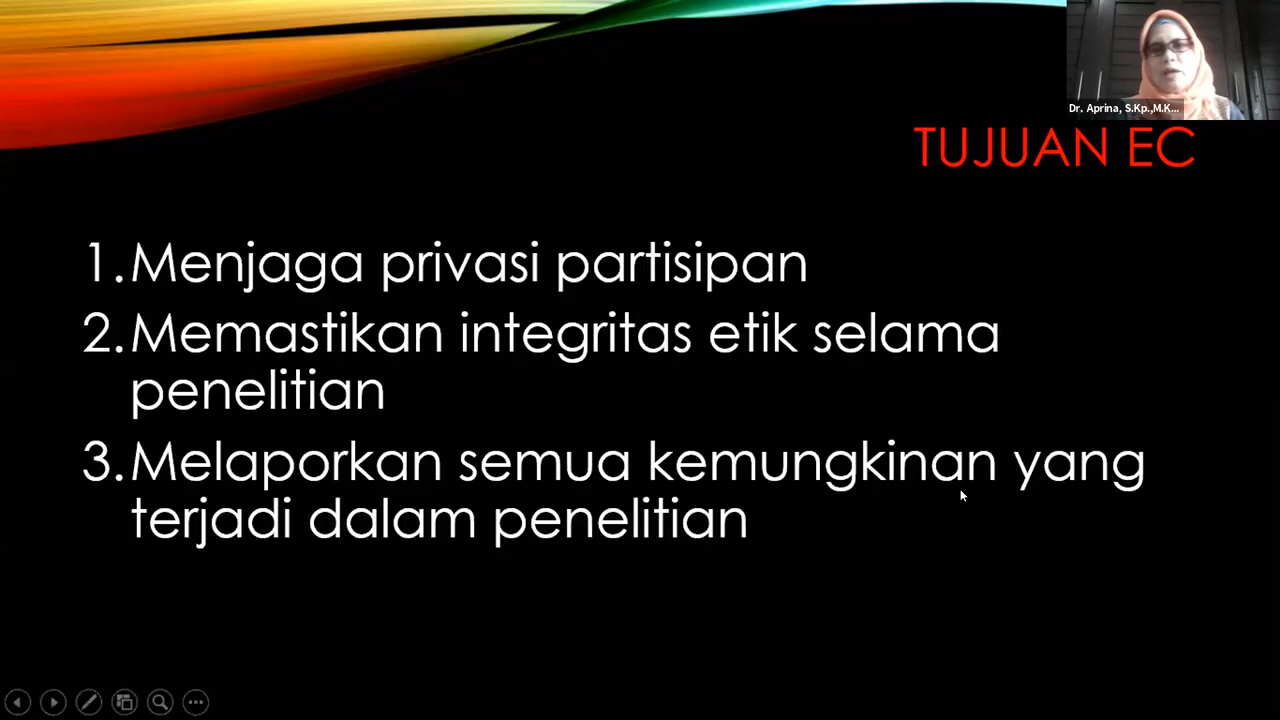 Dr. Aprina, S.Kp.,M.K...
TUJUAN EC
1.Menjaga privasi partisipan
2.Memastikan integritas etik selama
penelitian
3.Melaporkan semua kemungkinan yang
terjadi dalam penelitian